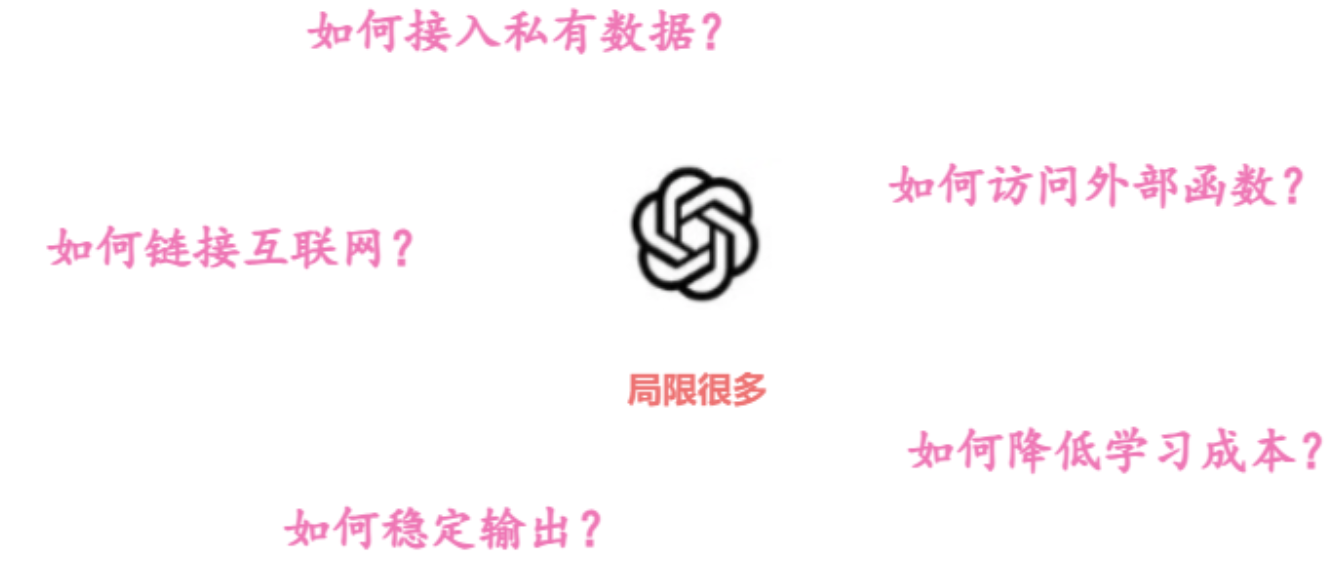 如何接入私有数据？
如何访问外部函数？
如何链接互联网？
局限很多
如何降低学习成本？
如何稳定输出？